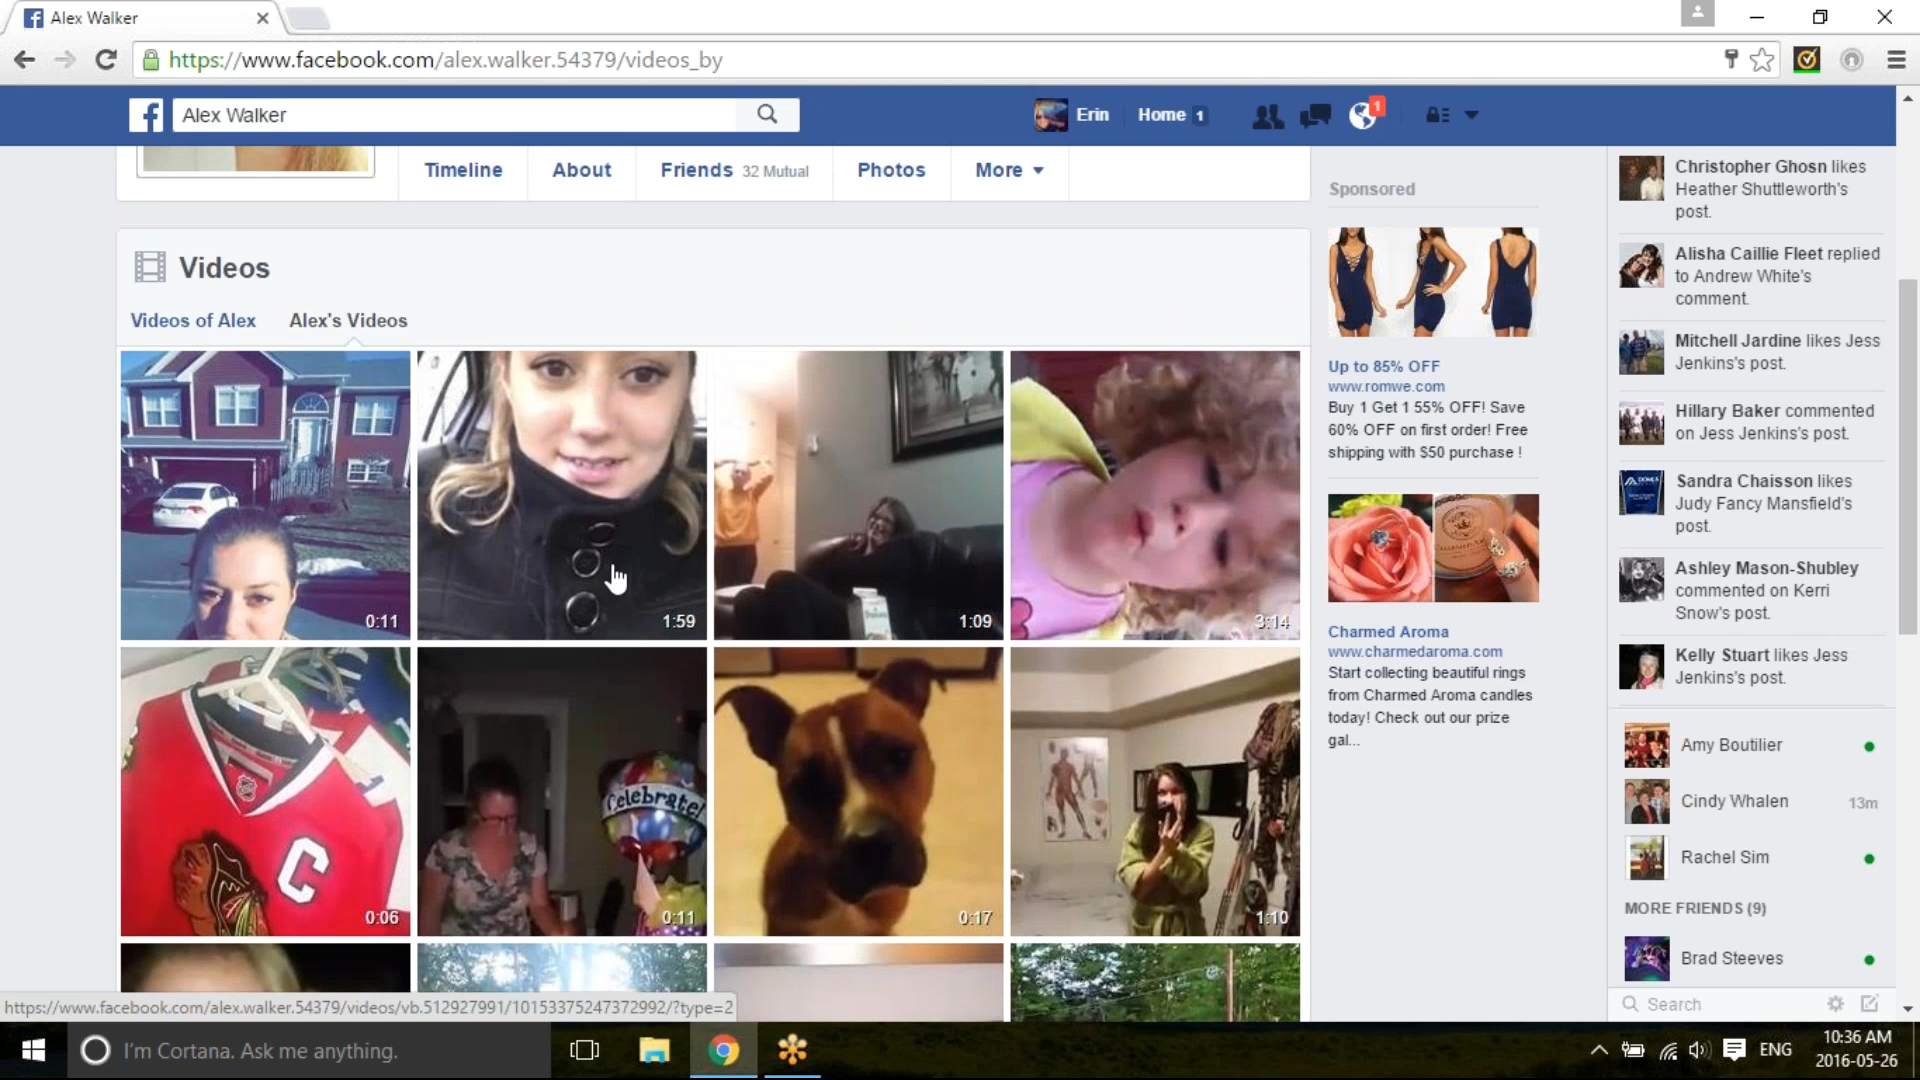 Alex Walker
https://www.facebook.com/alex.walker.54379/videos_by
Alex Walker
Erin
Home 1
1
Timeline
About
Friends 32 Mutual
Photos
More
Videos
Videos of Alex
Alex's Videos
0:11
1:59
1:09
3:14
C
0:06
Celebrate!
0:11
0:17
1:10
https://www.facebook.com/alex.walker.54379/videos/vb.512927991/10153375247372992/?type=2
Sponsored
Up to 85% OFF
www.romwe.com
Buy 1 Get 1 55% OFF! Save
60% OFF on first order! Free
shipping with $50 purchase !
Charmed Aroma
www.charmedaroma.com
Start collecting beautiful rings
from Charmed Aroma candles
today! Check out our prize
gal...
Christopher Ghosn likes
Heather Shuttleworth's
post.
Alisha Caillie Fleet replied
to Andrew White's
comment.
Mitchell Jardine likes Jess
Jenkins's post.
Hillary Baker commented
on Jess Jenkins's post.
Sandra Chaisson likes
Judy Fancy Mansfield's
post.
Ashley Mason-Shubley
commented on Kerri
Snow's post.
Kelly Stuart likes Jess
Jenkins's post.
Amy Boutilier
Cindy Whalen 13m
Rachel Sim
MORE FRIENDS (9)
Brad Steeves
Search
I'm Cortana. Ask me anything.
ENG
10:36 AM
2016-05-26